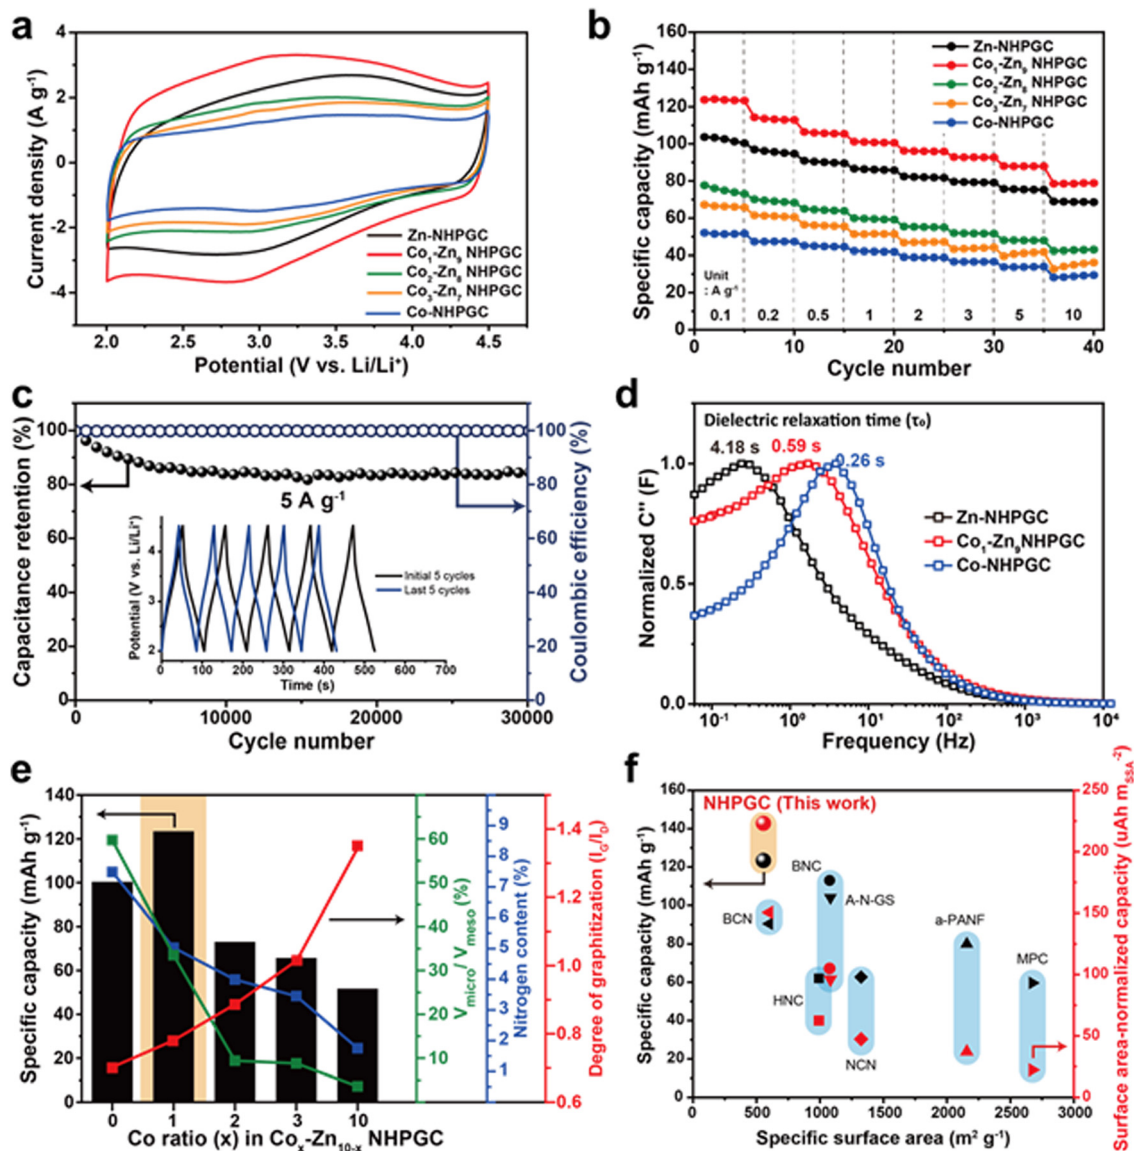 a
Current density (A g⁻¹)
4
2
0
-2
-4
2.0 2.5 3.0 3.5 4.0 4.5
Potential (V vs. Li/Li⁺)
Zn-NHPGC
Co₁-Zn₉ NHPGC
Co₂-Zn₈ NHPGC
Co₃-Zn₇ NHPGC
Co-NHPGC
b
Specific capacity (mAh g⁻¹)
160
140
120
100
80
60
40
20
0
Zn-NHPGC
Co₁-Zn₉ NHPGC
Co₂-Zn₈ NHPGC
Co₃-Zn₇ NHPGC
Co-NHPGC
Unit
: A g⁻¹
0.1 0.2 0.5 1 2 3 5 10
0 10 20 30 40
Cycle number
c
Capacitance retention (%)
100
80
60
40
20
0
5 A g⁻¹
Potential (V vs. Li/Li⁺)
4
3
2
Initial 5 cycles
Last 5 cycles
0 100 200 300 400 500 600 700
Time (s)
100
80
60
40
20
0
Coulombic efficiency (%)
0 10000 20000 30000
Cycle number
d
Normalized C" (F)
Dielectric relaxation time (τ₀)
4.18 s 0.59 s 0.26 s
1.0
0.5
0.0
Zn-NHPGC
Co₁-Zn₉NHPGC
Co-NHPGC
10⁻¹ 10⁰ 10¹ 10² 10³ 10⁴
Frequency (Hz)
e
Specific capacity (mAh g⁻¹)
140
120
100
80
60
40
20
0
0 1 2 3 10
Co ratio (x) in Coₓ-Zn₁₀₋ₓ NHPGC
60
50
40
30
20
10
V_micro / V_meso (%)
9
8
7
6
5
4
3
2
1
Nitrogen content (%)
1.4
1.2
1.0
0.8
0.6
Degree of graphitization (I_G/I_D)
f
Specific capacity (mAh g⁻¹)
160
140
120
100
80
60
40
20
0
NHPGC (This work)
BNC
A-N-GS
BCN
a-PANF
MPC
HNC
NCN
250
200
150
100
50
0
Surface area-normalized capacity (uAh m_SSA⁻²)
0 500 1000 1500 2000 2500 3000
Specific surface area (m² g⁻¹)